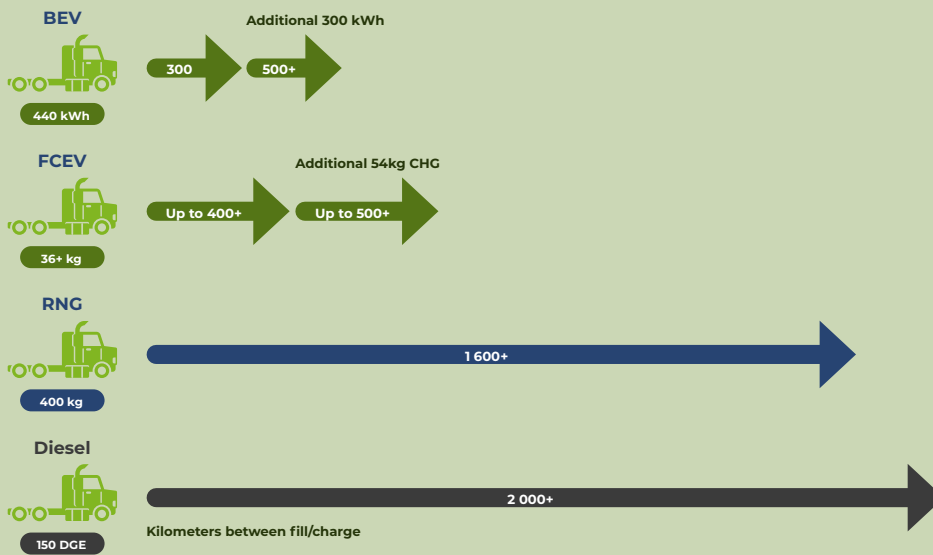 BEV
Additional 300 kWh
300
500+
440 kWh
FCEV
Additional 54kg CHG
Up to 400+
Up to 500+
36+ kg
RNG
1 600+
400 kg
Diesel
2 000+
Kilometers between fill/charge
150 DGE